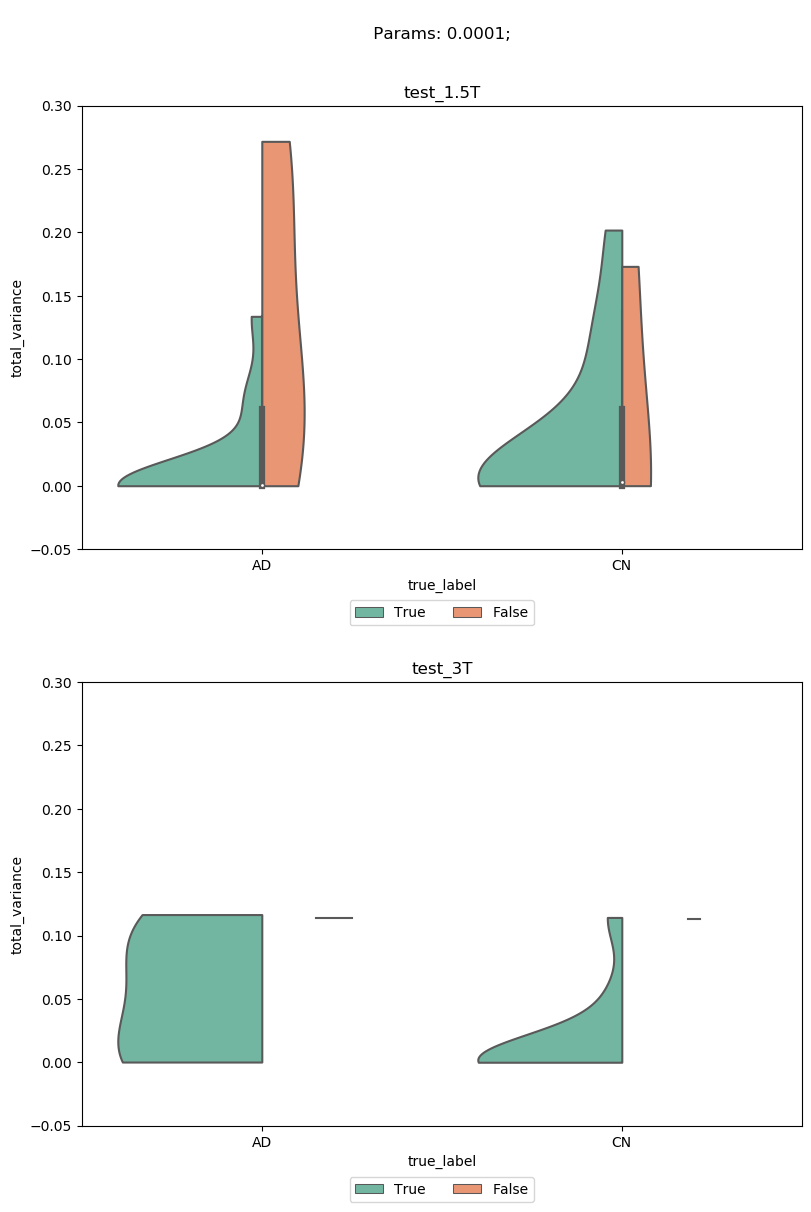 Params: 0.0001;
test_1.5T
0.30
0.25
0.20
0.15
0.10
0.05
0.00
−0.05
total_variance
AD CN
true_label
True False
test_3T
0.30
0.25
0.20
0.15
0.10
0.05
0.00
−0.05
total_variance
AD CN
true_label
True False